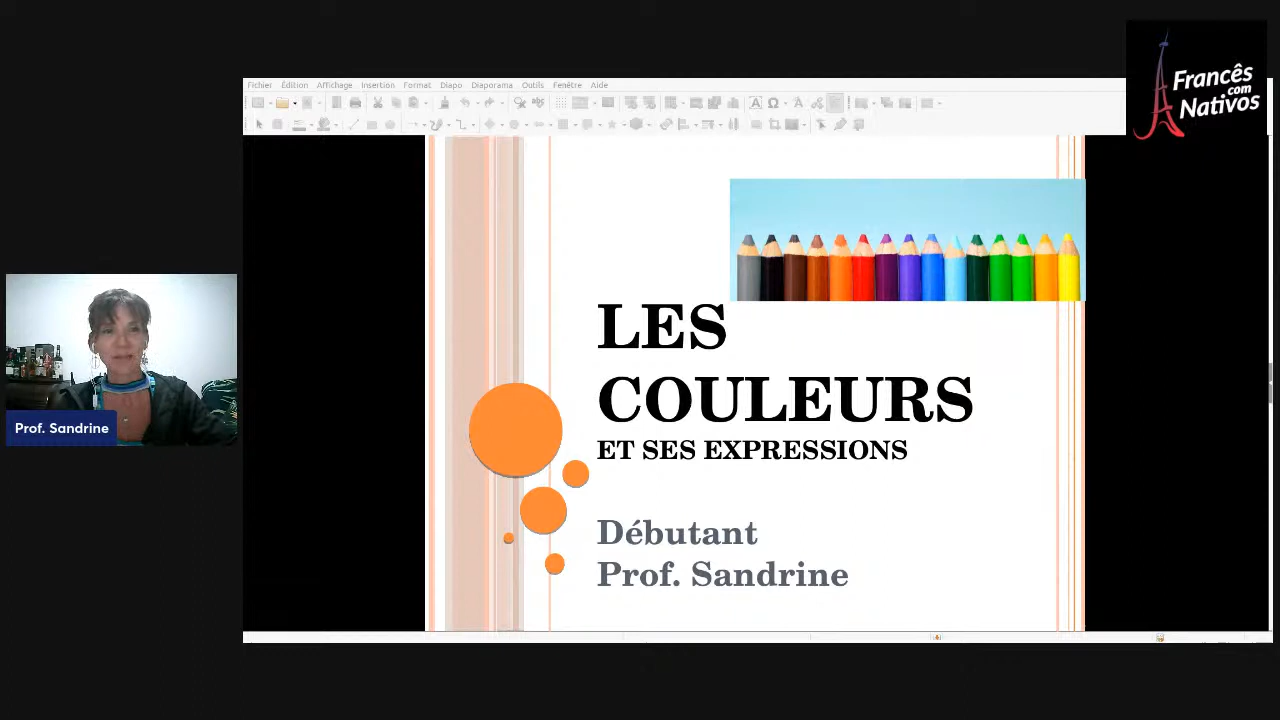 Francês
com
Nativos
Fichier Édition Affichage Insertion Format Diapo Diaporama Outils Fenêtre Aide
LES
COULEURS
ET SES EXPRESSIONS
Débutant
Prof. Sandrine
Prof. Sandrine